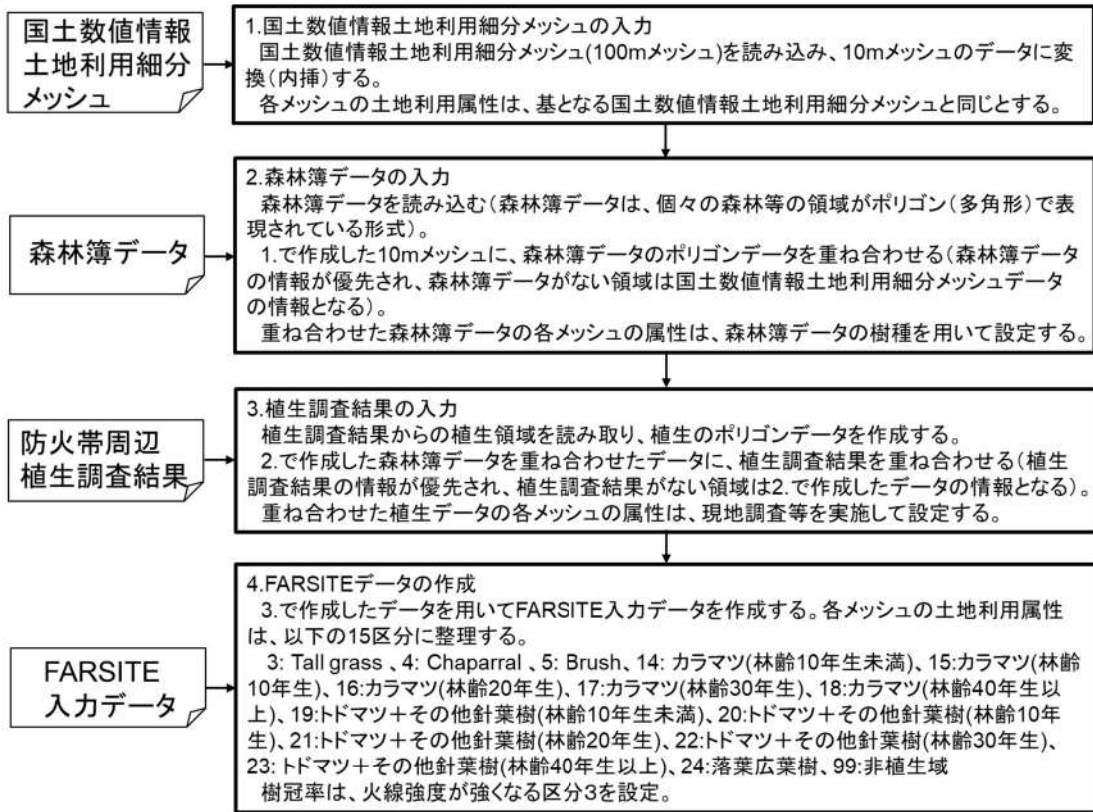 国土数値情報
土地利用細分
メッシュ
1.国土数値情報土地利用細分メッシュの入力
国土数値情報土地利用細分メッシュ(100mメッシュ)を読み込み、10mメッシュのデータに変
換(内挿)する。
各メッシュの土地利用属性は、基となる国土数値情報土地利用細分メッシュと同じとする。
森林簿データ
2.森林簿データの入力
森林簿データを読み込む(森林簿データは、個々の森林等の領域がポリゴン(多角形)で表
現されている形式)。
1.で作成した10mメッシュに、森林簿データのポリゴンデータを重ね合わせる(森林簿データ
の情報が優先され、森林簿データがない領域は国土数値情報土地利用細分メッシュデータ
の情報となる)。
重ね合わせた森林簿データの各メッシュの属性は、森林簿データの樹種を用いて設定する。
防火帯周辺
植生調査結果
3.植生調査結果の入力
植生調査結果からの植生領域を読み取り、植生のポリゴンデータを作成する。
2.で作成した森林簿データを重ね合わせたデータに、植生調査結果を重ね合わせる(植生
調査結果の情報が優先され、植生調査結果がない領域は2.で作成したデータの情報となる)。
重ね合わせた植生データの各メッシュの属性は、現地調査等を実施して設定する。
FARSITE
入力データ
4.FARSITEデータの作成
3.で作成したデータを用いてFARSITE入力データを作成する。各メッシュの土地利用属性
は、以下の15区分に整理する。
3: Tall grass 、4: Chaparral 、5: Brush、14: カラマツ(林齢10年生未満)、15:カラマツ(林齢
10年生)、16:カラマツ(林齢20年生)、17:カラマツ(林齢30年生)、18:カラマツ(林齢40年生以
上)、19:トドマツ+その他針葉樹(林齢10年生未満)、20:トドマツ+その他針葉樹(林齢10年
生)、21:トドマツ+その他針葉樹(林齢20年生)、22:トドマツ+その他針葉樹(林齢30年生)、
23: トドマツ+その他針葉樹(林齢40年生以上)、24:落葉広葉樹、99:非植生域
樹冠率は、火線強度が強くなる区分3を設定。